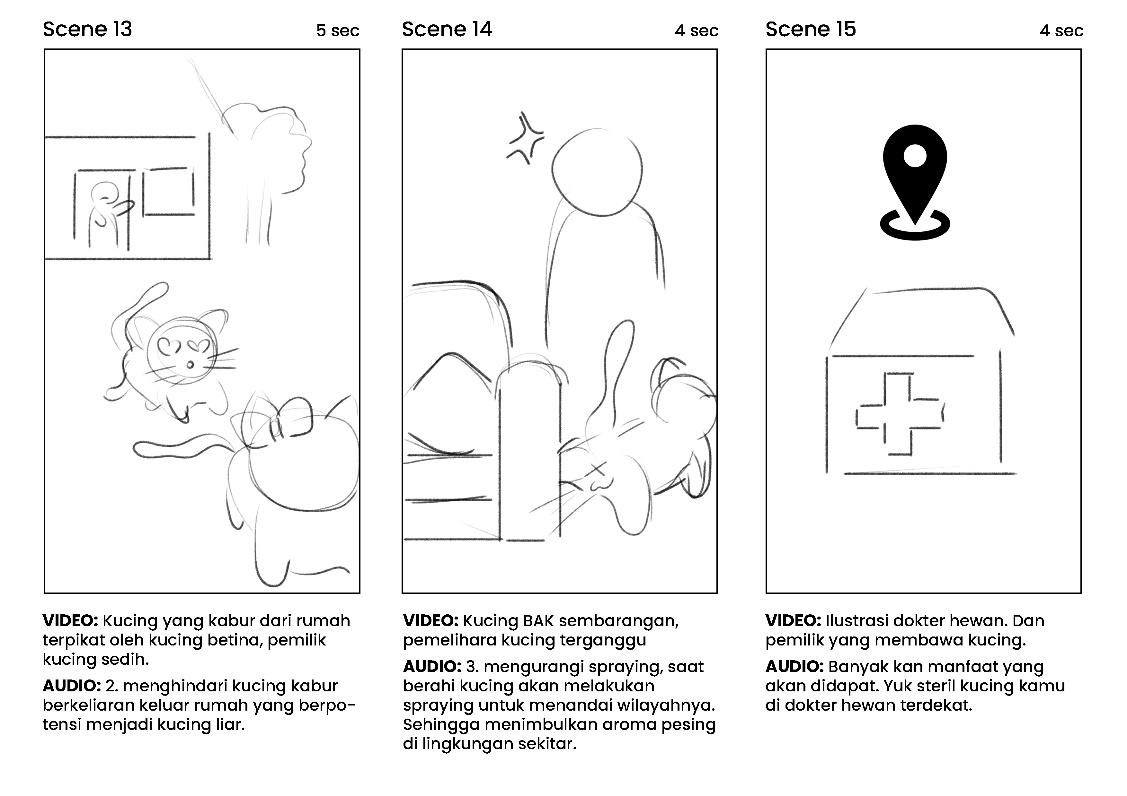 Scene 13 5 sec
VIDEO: Kucing yang kabur dari rumah
terpikat oleh kucing betina, pemilik
kucing sedih.
AUDIO: 2. menghindari kucing kabur
berkeliaran keluar rumah yang berpo-
tensi menjadi kucing liar.
Scene 14 4 sec
VIDEO: Kucing BAK sembarangan,
pemelihara kucing terganggu
AUDIO: 3. mengurangi spraying, saat
berahi kucing akan melakukan
spraying untuk menandai wilayahnya.
Sehingga menimbulkan aroma pesing
di lingkungan sekitar.
Scene 15 4 sec
VIDEO: Ilustrasi dokter hewan. Dan
pemilik yang membawa kucing.
AUDIO: Banyak kan manfaat yang
akan didapat. Yuk steril kucing kamu
di dokter hewan terdekat.